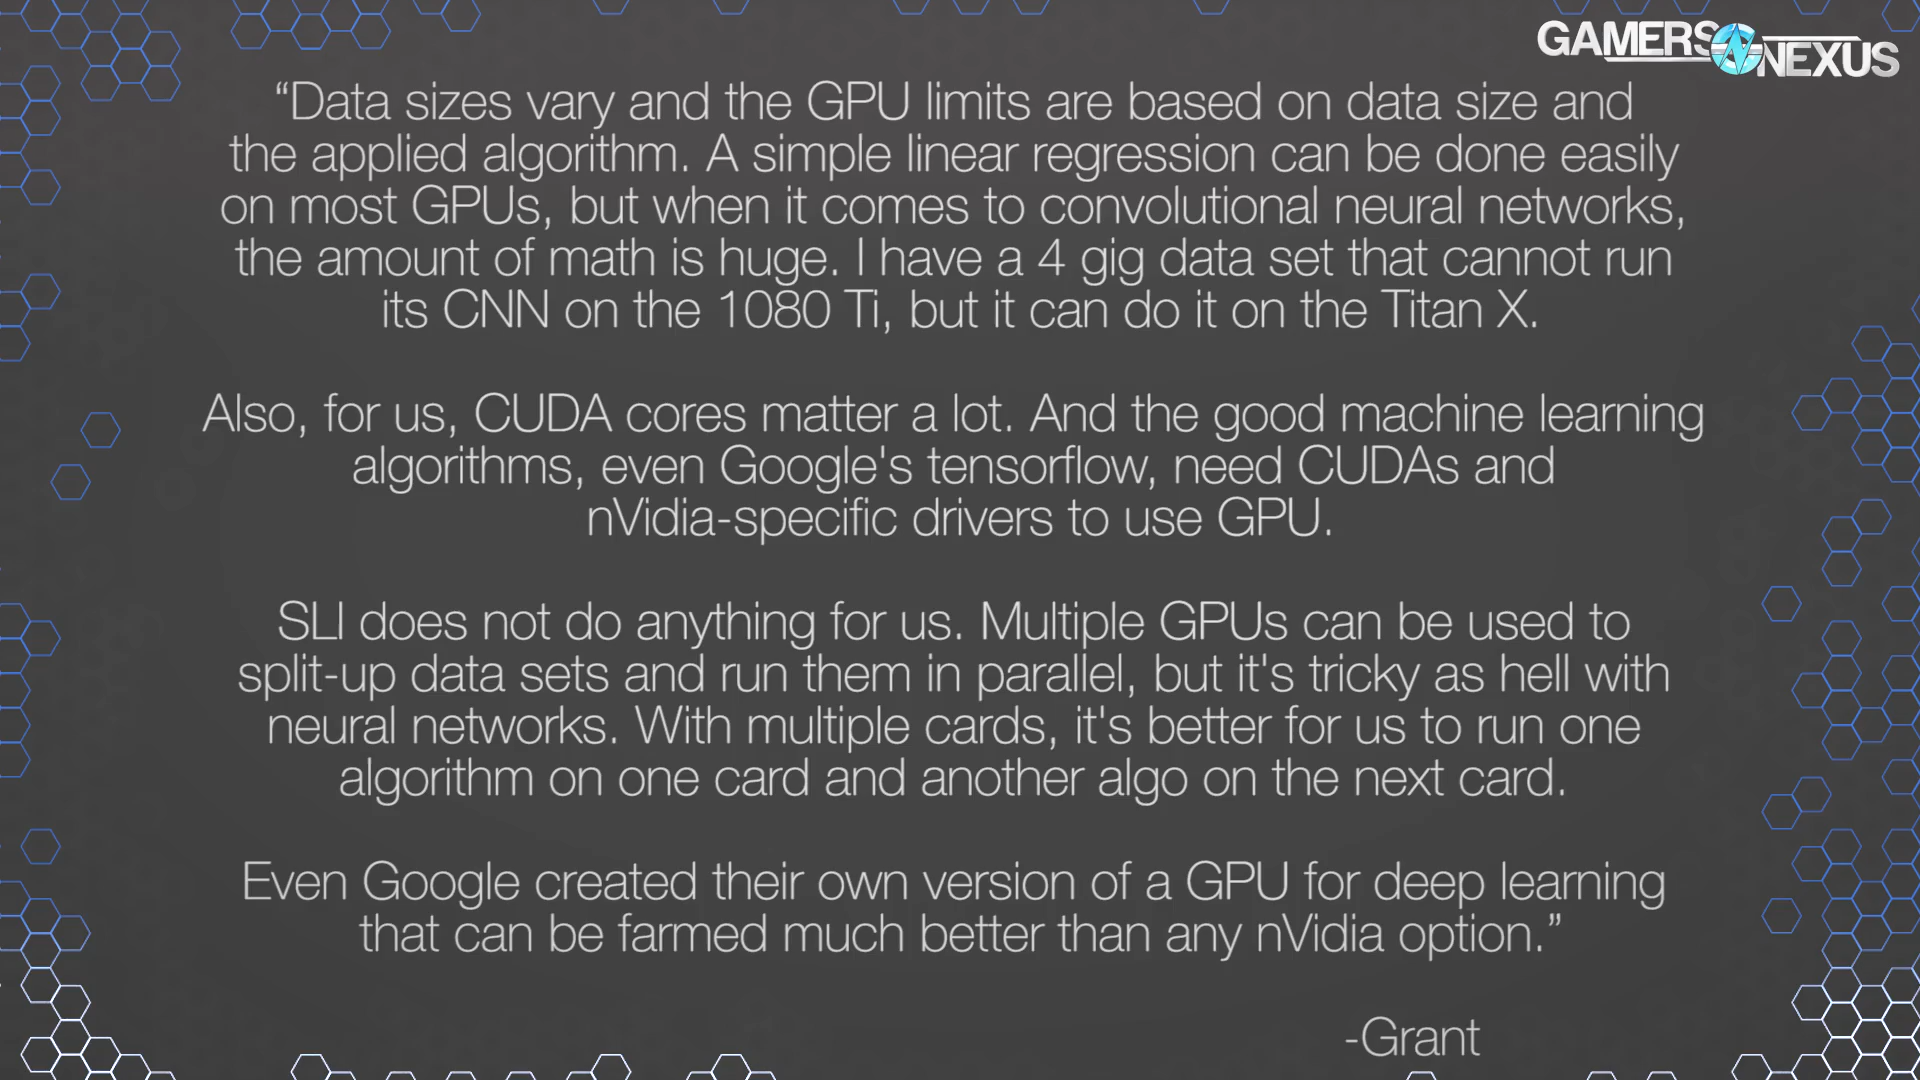 GAMERS NEXUS
“Data sizes vary and the GPU limits are based on data size and
the applied algorithm. A simple linear regression can be done easily
on most GPUs, but when it comes to convolutional neural networks,
the amount of math is huge. I have a 4 gig data set that cannot run
its CNN on the 1080 Ti, but it can do it on the Titan X.
Also, for us, CUDA cores matter a lot. And the good machine learning
algorithms, even Google's tensorflow, need CUDAs and
nVidia-specific drivers to use GPU.
SLI does not do anything for us. Multiple GPUs can be used to
split-up data sets and run them in parallel, but it's tricky as hell with
neural networks. With multiple cards, it's better for us to run one
algorithm on one card and another algo on the next card.
Even Google created their own version of a GPU for deep learning
that can be farmed much better than any nVidia option.”
-Grant